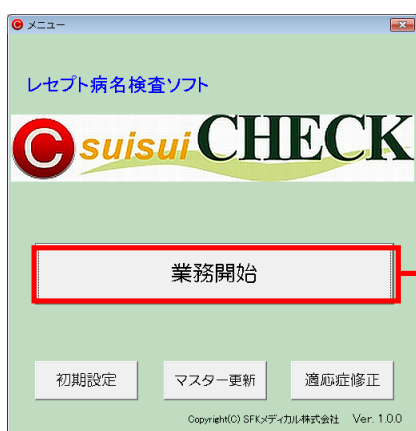 メニュー
レセプト病名検査ソフト
C suisui CHECK
業務開始
初期設定 マスター更新 適応症修正
Copyright(C) SFKメディカル株式会社 Ver. 1.0.0